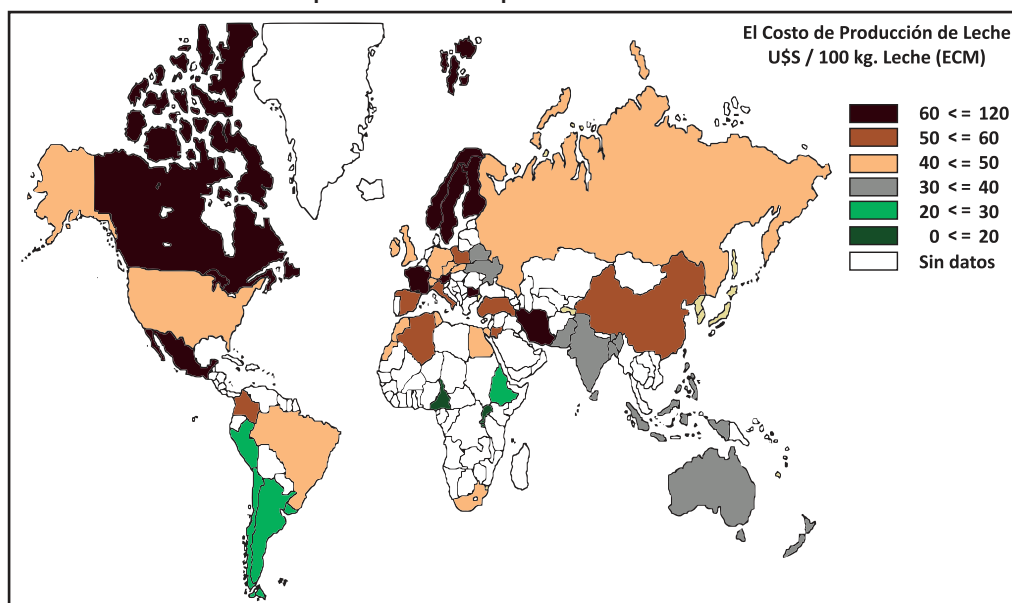 El Costo de Producción de Leche
U$S / 100 kg. Leche (ECM)
60 <= 120
50 <= 60
40 <= 50
30 <= 40
20 <= 30
0 <= 20
Sin datos